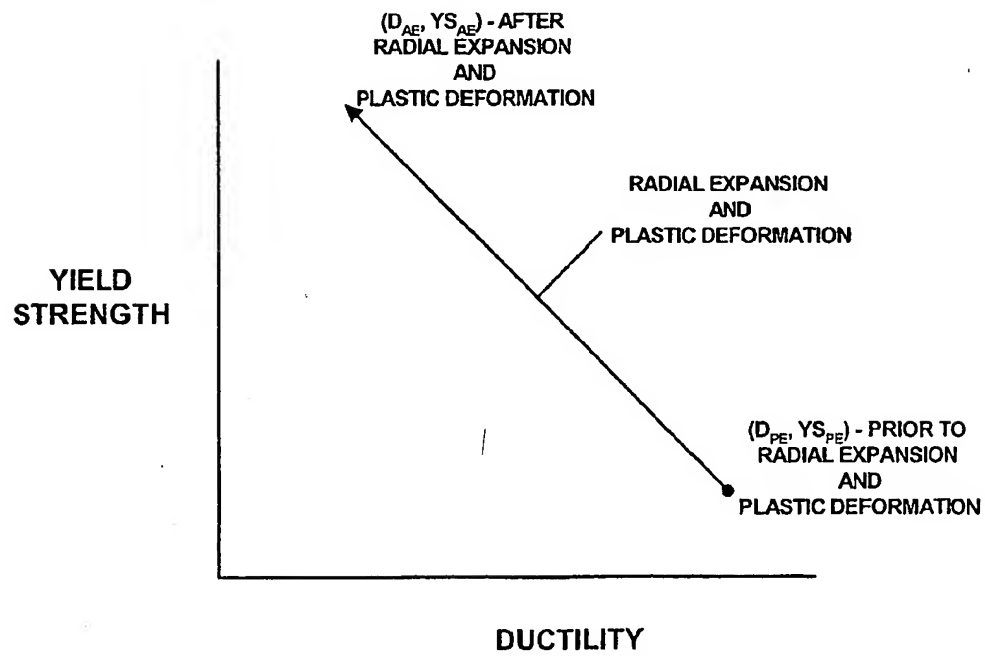 (D_AE, YS_AE) - AFTER
RADIAL EXPANSION
AND
PLASTIC DEFORMATION
RADIAL EXPANSION
AND
PLASTIC DEFORMATION
YIELD
STRENGTH
(D_PE, YS_PE) - PRIOR TO
RADIAL EXPANSION
AND
PLASTIC DEFORMATION
DUCTILITY